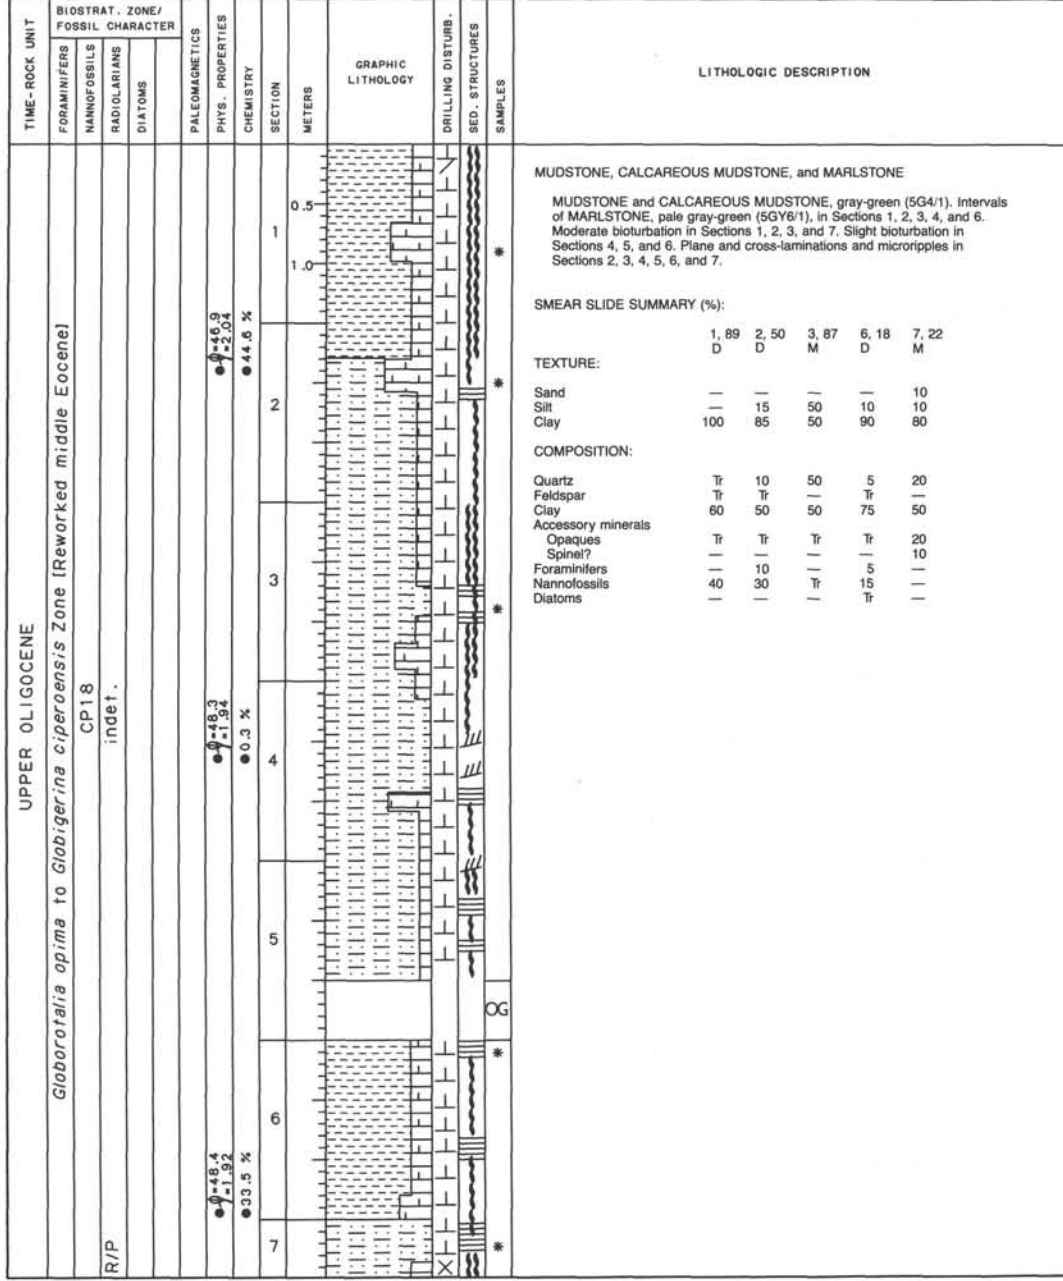 TIME-ROCK UNIT
BIOSTRAT. ZONE/
FOSSIL CHARACTER
FORAMINIFERS
NANNOFOSSILS
RADIOLARIANS
DIATOMS
PALEOMAGNETICS
PHYS. PROPERTIES
CHEMISTRY
SECTION
METERS
GRAPHIC
LITHOLOGY
DRILLING DISTURB.
SED. STRUCTURES
SAMPLES
LITHOLOGIC DESCRIPTION
UPPER OLIGOCENE
Globorotalia opima to Globigerina ciperoensis Zone [Reworked middle Eocene]
CP18
indet.
R/P
=46.9
=2.04
44.6 %
=48.3
=1.94
0.3 %
=48.4
=1.92
33.5 %
1
2
3
4
5
6
7
0.5
1.0
*
*
*
OG
*
*
MUDSTONE, CALCAREOUS MUDSTONE, and MARLSTONE
MUDSTONE and CALCAREOUS MUDSTONE, gray-green (5G4/1). Intervals
of MARLSTONE, pale gray-green (5GY6/1), in Sections 1, 2, 3, 4, and 6.
Moderate bioturbation in Sections 1, 2, 3, and 7. Slight bioturbation in
Sections 4, 5, and 6. Plane and cross-laminations and microripples in
Sections 2, 3, 4, 5, 6, and 7.
SMEAR SLIDE SUMMARY (%):
1, 89 2, 50 3, 87 6, 18 7, 22
D D M D M
TEXTURE:
Sand — — — — 10
Silt — 15 50 10 10
Clay 100 85 50 90 80
COMPOSITION:
Quartz Tr 10 50 5 20
Feldspar Tr Tr — Tr —
Clay 60 50 50 75 50
Accessory minerals
Opaques Tr Tr Tr Tr 20
Spinel? — — — — 10
Foraminifers — 10 — 5 —
Nannofossils 40 30 Tr 15 —
Diatoms — — — Tr —